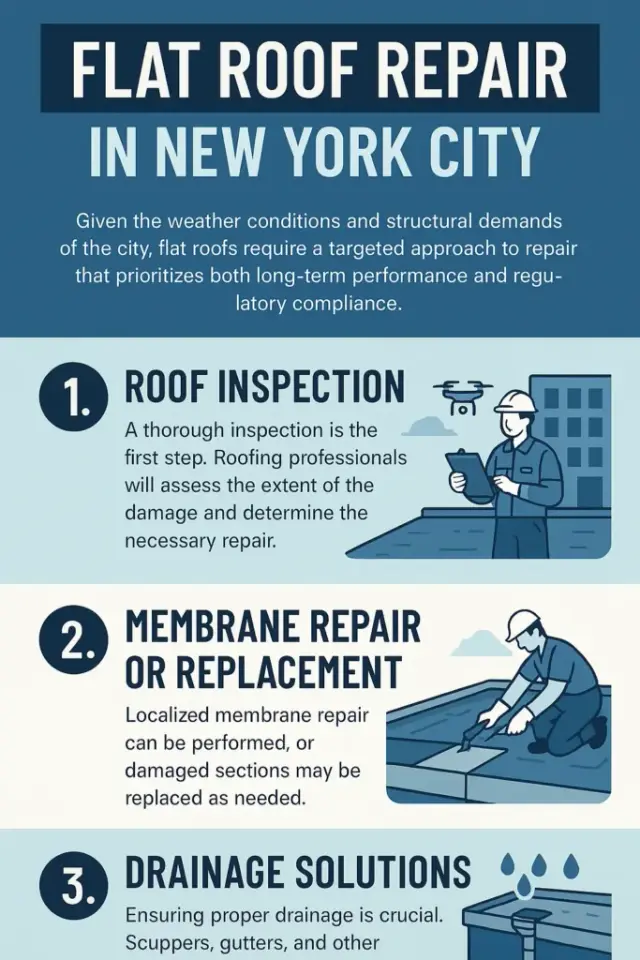 FLAT ROOF REPAIR
IN NEW YORK CITY
Given the weather conditions and structural demands
of the city, flat roofs require a targeted approach to repair
that prioritizes both long-term performance and regu-
latory compliance.
1.
ROOF INSPECTION
A thorough inspection is the
first step. Roofing professionals
will assess the extent of the
damage and determine the
necessary repair.
2.
MEMBRANE REPAIR
OR REPLACEMENT
Localized membrane repair
can be performed, or
damaged sections may be
replaced as needed.
3.
DRAINAGE SOLUTIONS
Ensuring proper drainage is crucial.
Scuppers, gutters, and other